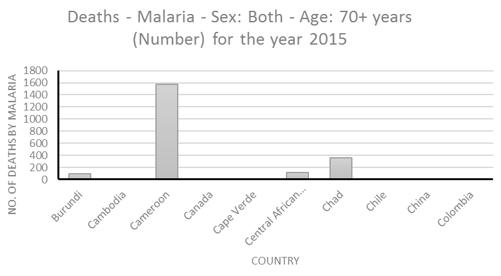 Deaths - Malaria - Sex: Both - Age: 70+ years
(Number) for the year 2015
NO. OF DEATHS BY MALARIA
1800
1600
1400
1200
1000
800
600
400
200
0
Burundi
Cambodia
Cameroon
Canada
Cape Verde
Central African...
Chad
Chile
China
Colombia
COUNTRY